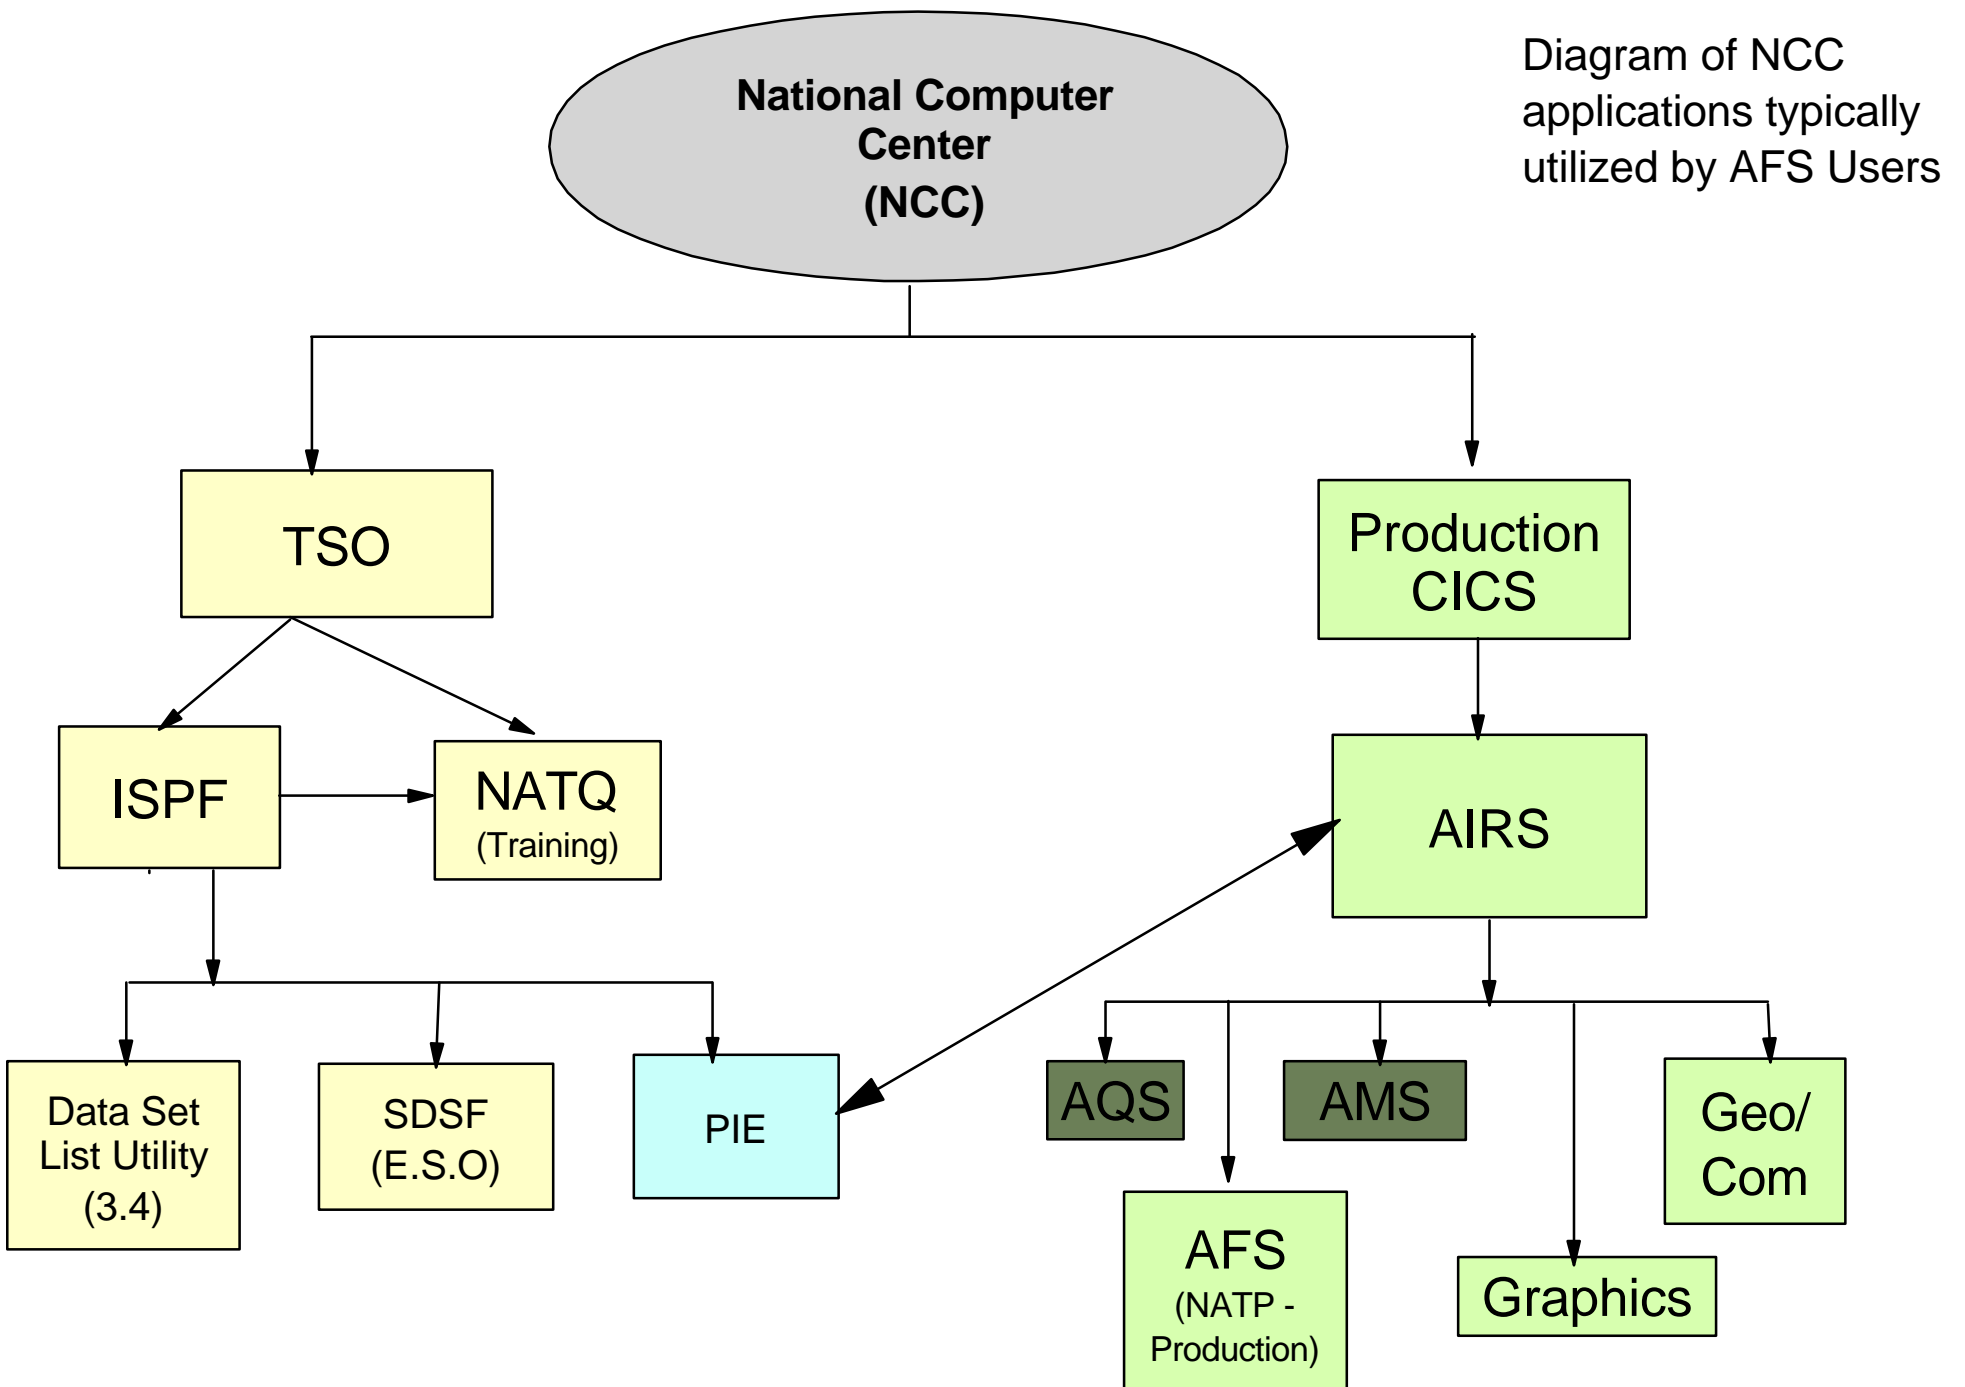 National Computer
Center
(NCC)
Diagram of NCC
applications typically
utilized by AFS Users
TSO
Production
CICS
ISPF
NATQ
(Training)
AIRS
Data Set
List Utility
(3.4)
SDSF
(E.S.O)
PIE
AQS
AMS
Geo/
Com
AFS
(NATP -
Production)
Graphics